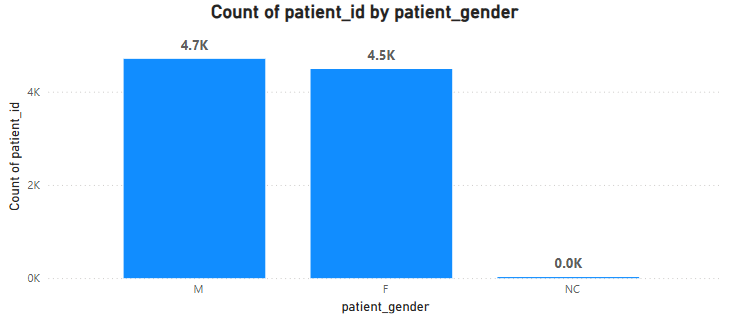 Count of patient_id by patient_gender
Count of patient_id
4K
2K
0K
4.7K
4.5K
0.0K
M
F
NC
patient_gender